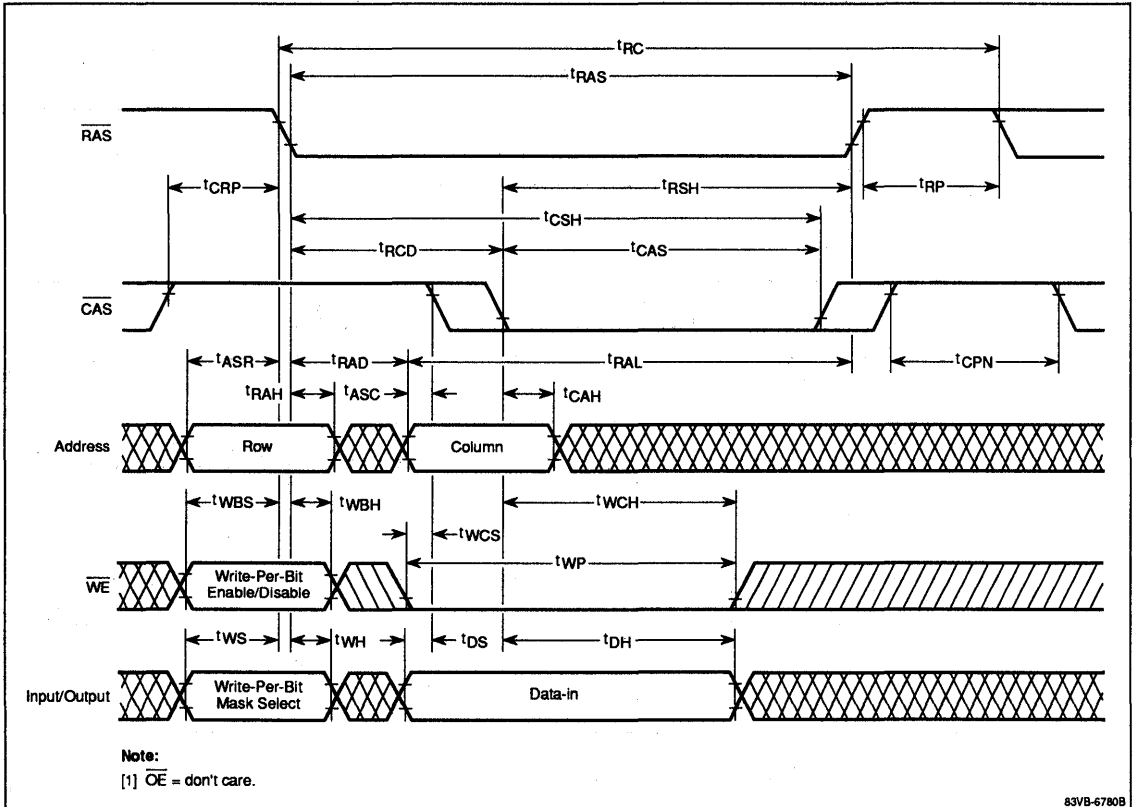 tRC
tRAS
RAS
tCRP
tRSH
tRP
tCSH
tRCD
tCAS
CAS
tASR
tRAD
tRAL
tCPN
tRAH
tASC
tCAH
Address
Row
Column
tWBS
tWBH
tWCH
tWCS
tWP
WE
Write-Per-Bit
Enable/Disable
tWS
tWH
tDS
tDH
Input/Output
Write-Per-Bit
Mask Select
Data-in
Note:
[1] OE = don't care.
83VB-6780B